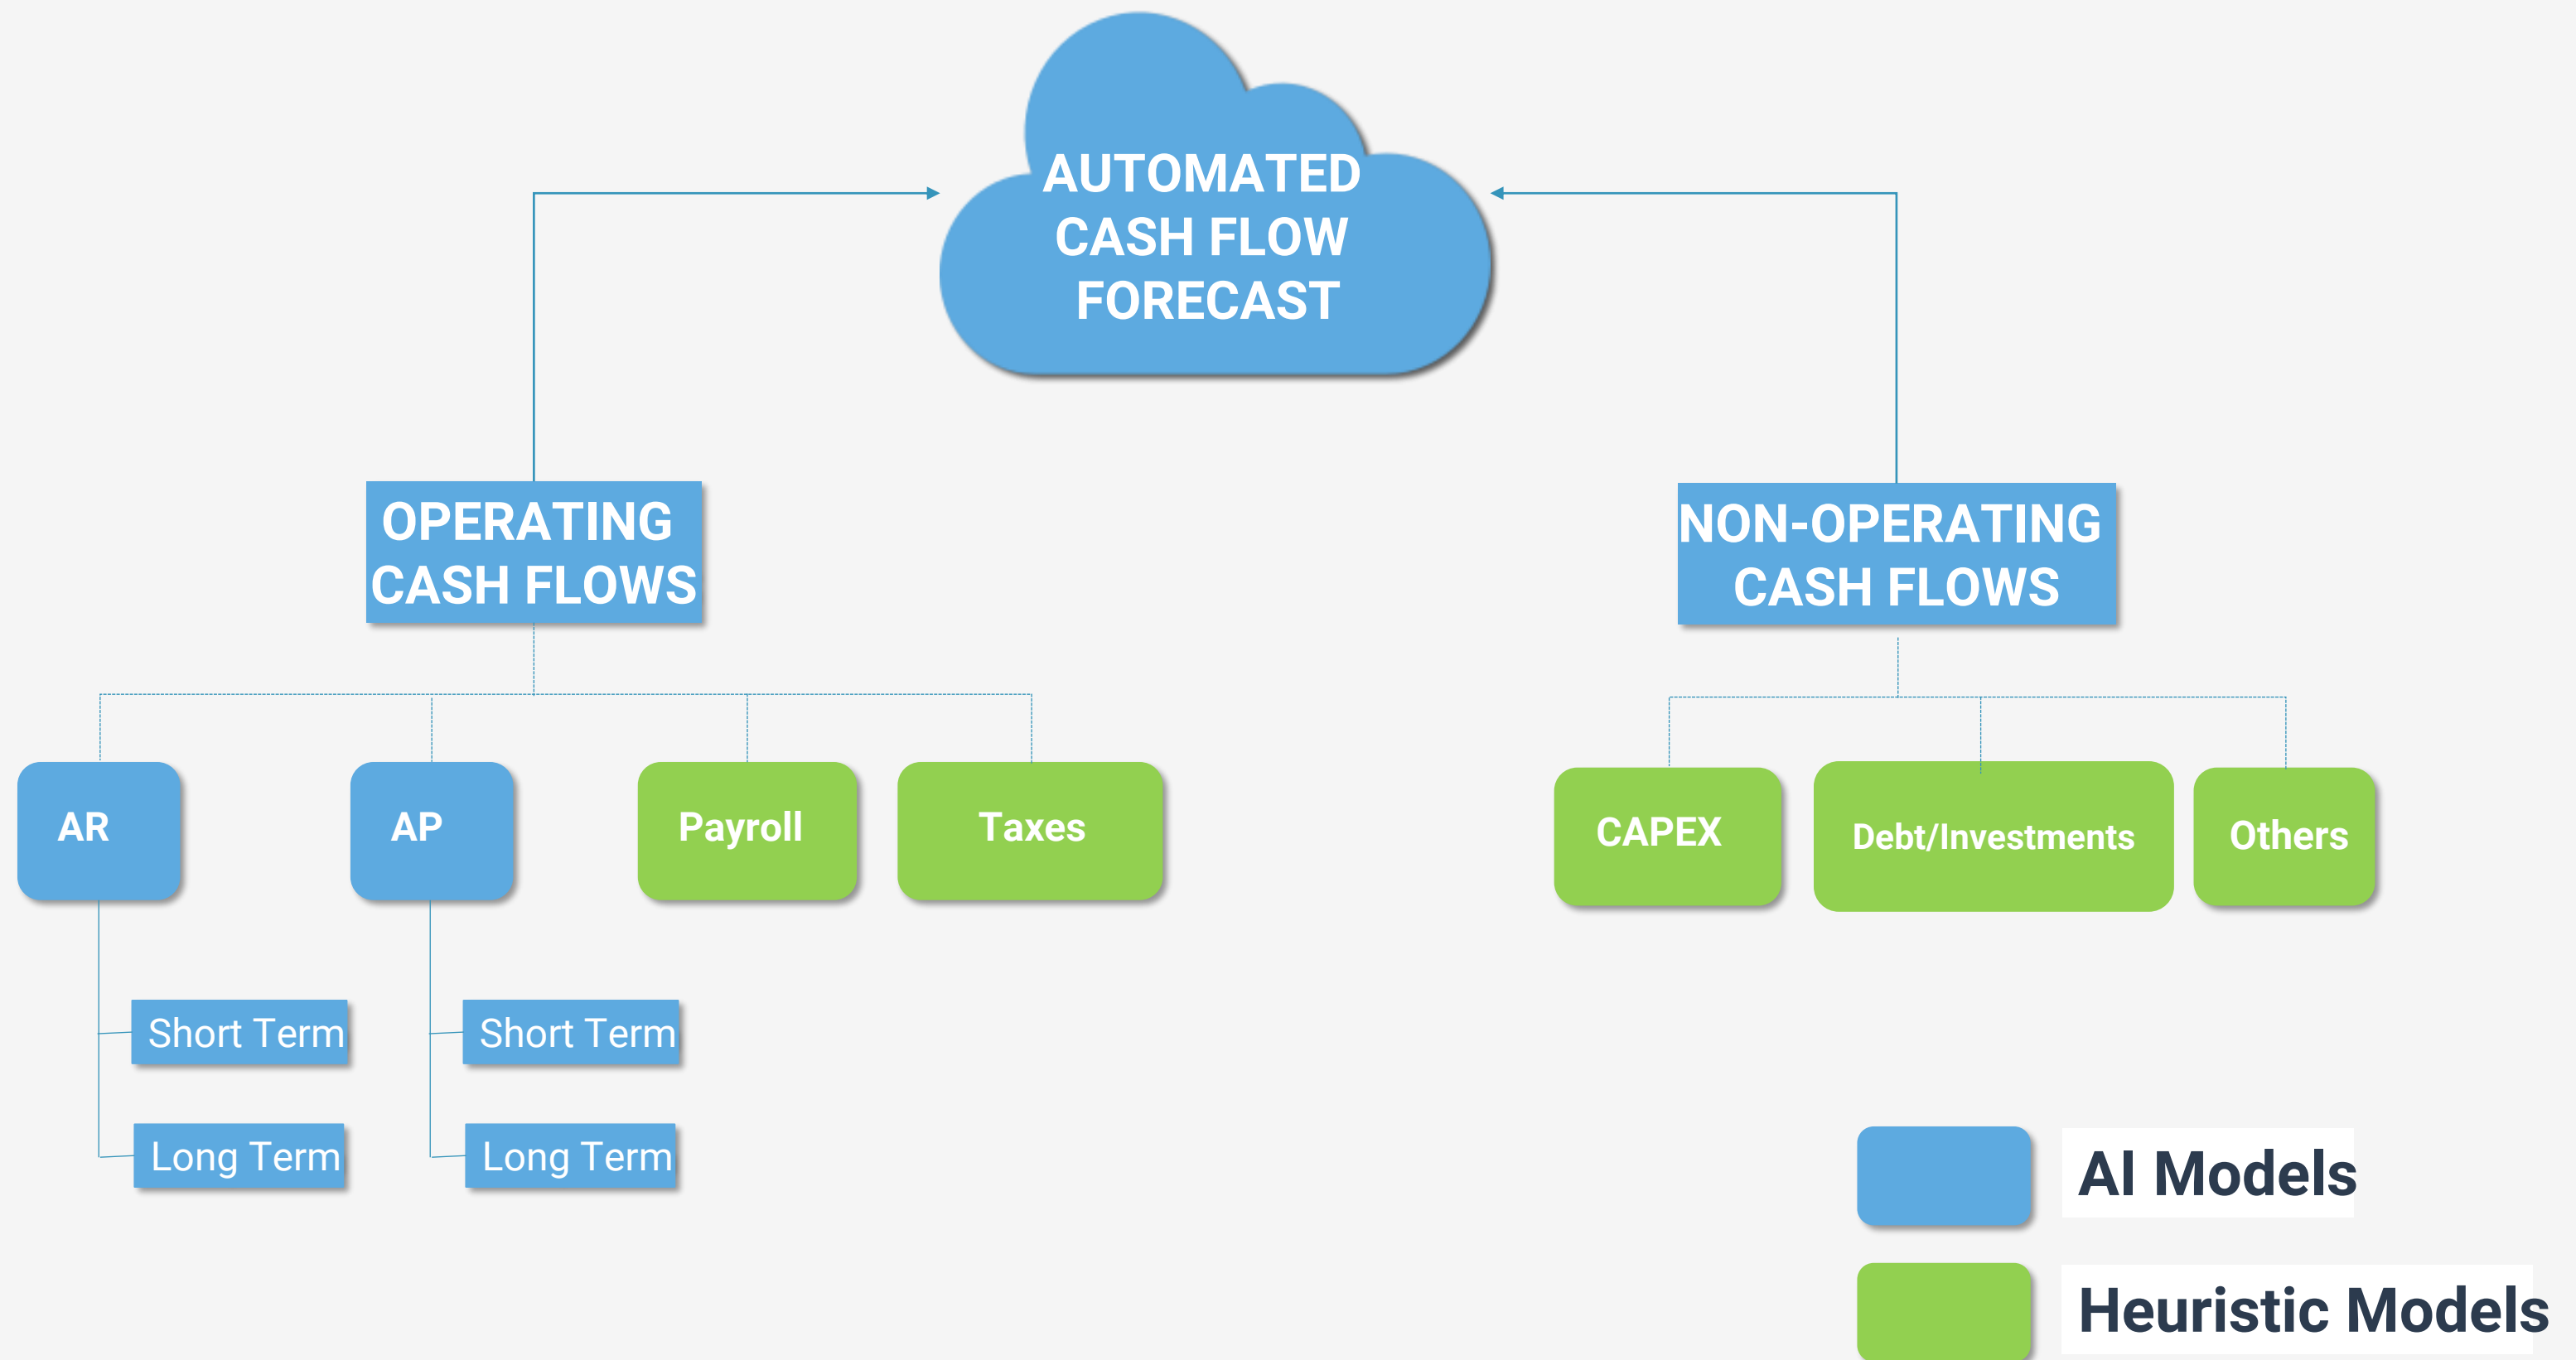 AUTOMATED
CASH FLOW
FORECAST
OPERATING
CASH FLOWS
NON-OPERATING
CASH FLOWS
AR
AP
Payroll
Taxes
CAPEX
Debt/Investments
Others
Short Term
Short Term
Long Term
Long Term
AI Models
Heuristic Models